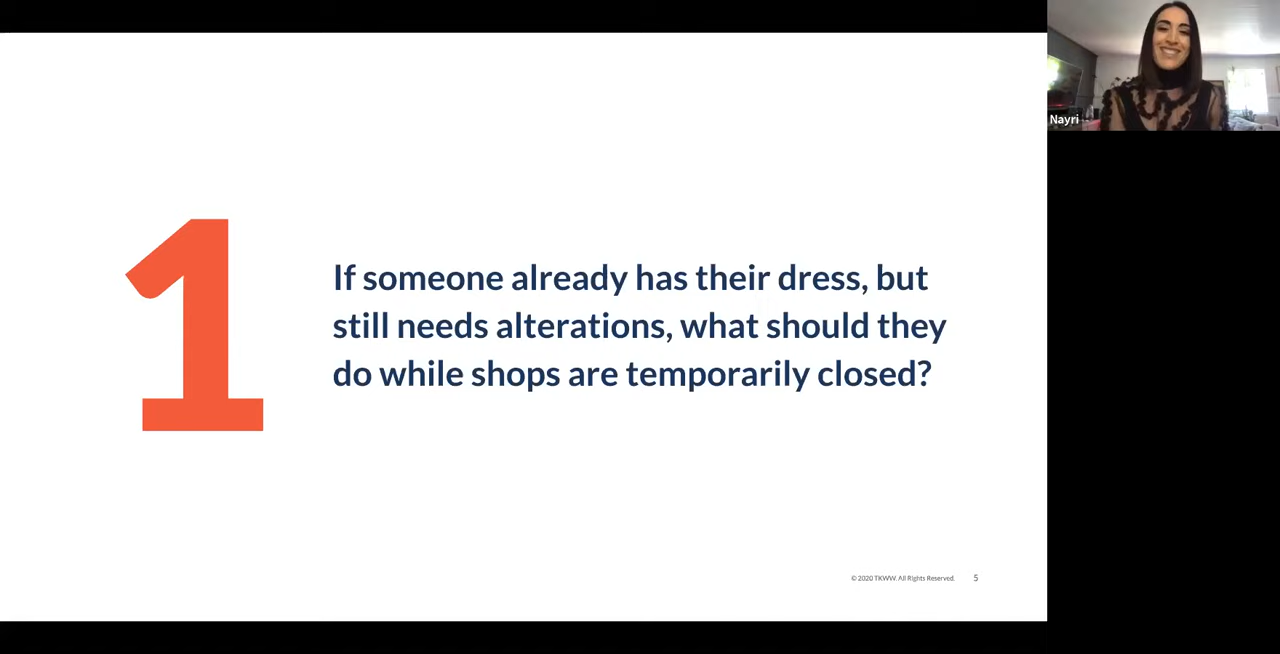 Nayri
1
If someone already has their dress, but
still needs alterations, what should they
do while shops are temporarily closed?
© 2020 TKWW. All Rights Reserved. 5